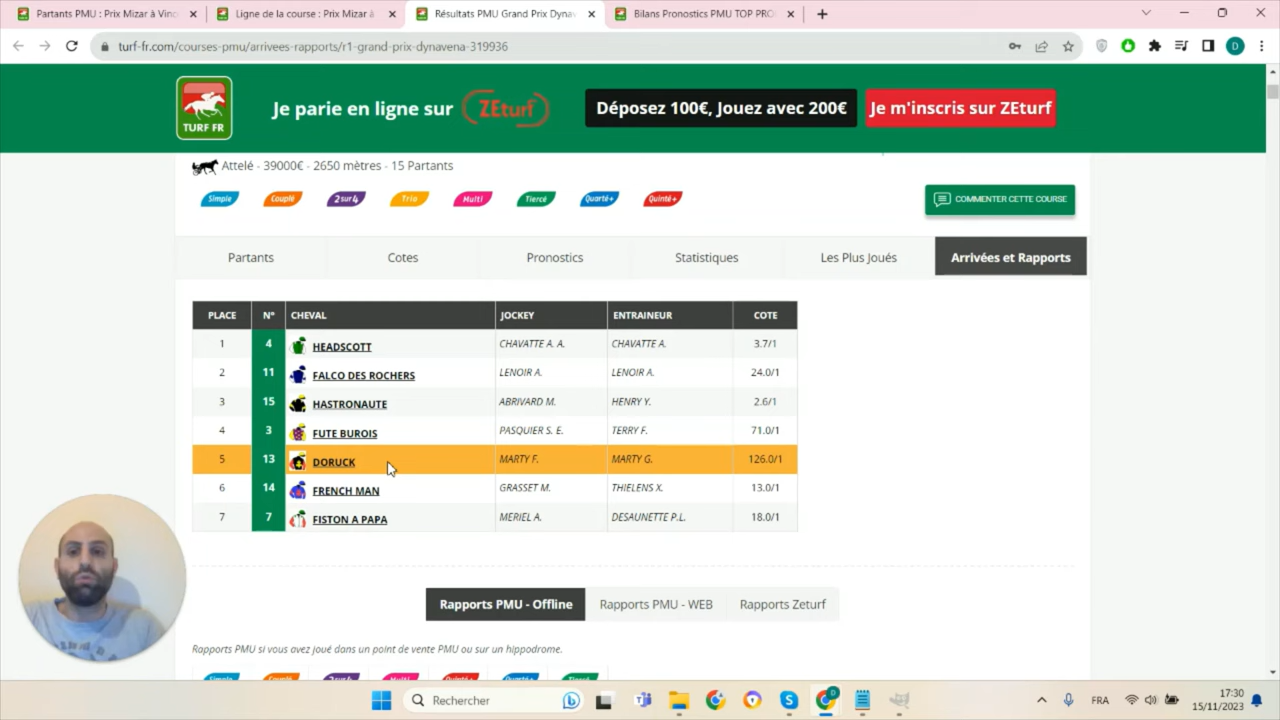 Partants PMU : Prix Mizar à Vinc
Ligne de la course : Prix Mizar à
Résultats PMU Grand Prix Dynav
Bilans Pronostics PMU TOP PRO
turf-fr.com/courses-pmu/arrivees-rapports/r1-grand-prix-dynavena-319936
D
TURF FR
Je parie en ligne sur ZEturf
Déposez 100€, Jouez avec 200€
Je m'inscris sur ZEturf
Attelé - 39000€ - 2650 mètres - 15 Partants
Simple Couplé 2sur4 Trio Multi Tiercé Quarté+ Quinté+
COMMENTER CETTE COURSE
Partants Cotes Pronostics Statistiques Les Plus Joués Arrivées et Rapports
PLACE N° CHEVAL JOCKEY ENTRAINEUR COTE
1 4 HEADSCOTT CHAVATTE A. A. CHAVATTE A. 3.7/1
2 11 FALCO DES ROCHERS LENOIR A. LENOIR A. 24.0/1
3 15 HASTRONAUTE ABRIVARD M. HENRY Y. 2.6/1
4 3 FUTE BUROIS PASQUIER S. E. TERRY F. 71.0/1
5 13 DORUCK MARTY F. MARTY G. 126.0/1
6 14 FRENCH MAN GRASSET M. THIELENS X. 13.0/1
7 7 FISTON A PAPA MERIEL A. DESAUNETTE P.L. 18.0/1
Rapports PMU - Offline Rapports PMU - WEB Rapports Zeturf
Rapports PMU si vous avez joué dans un point de vente PMU ou sur un hippodrome.
Simple Couplé 2sur4 Multi Quinté+ Quarté+ Tiercé
Rechercher
FRA
17:30
15/11/2023